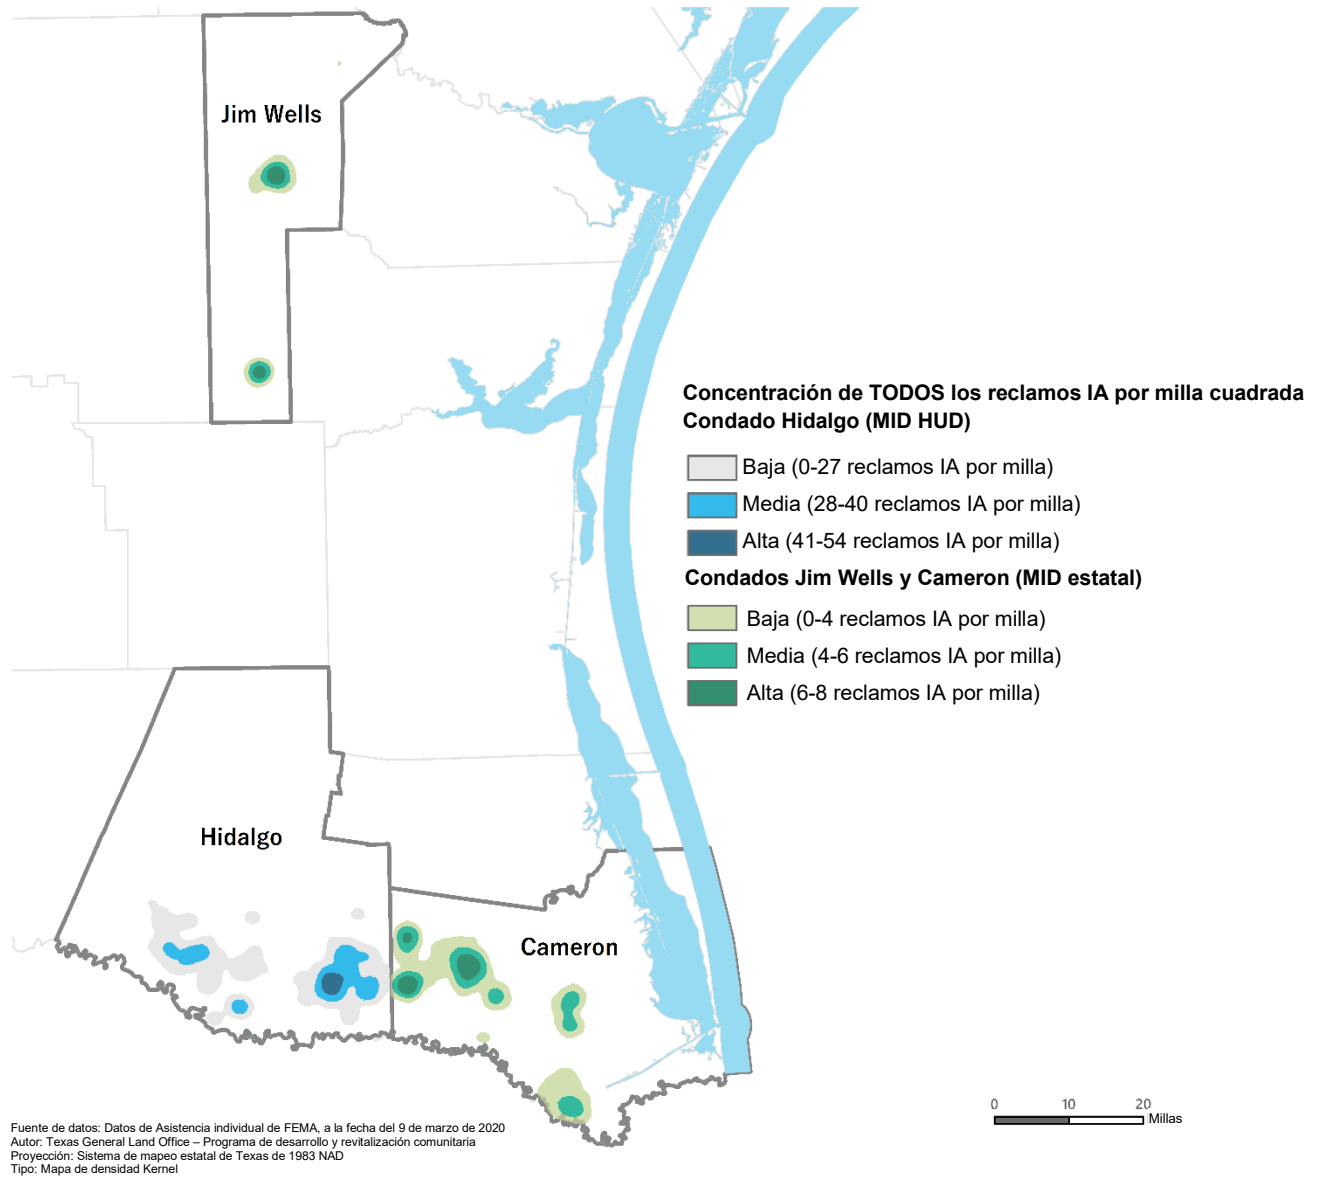 Jim Wells
Concentración de TODOS los reclamos IA por milla cuadrada
Condado Hidalgo (MID HUD)
Baja (0-27 reclamos IA por milla)
Media (28-40 reclamos IA por milla)
Alta (41-54 reclamos IA por milla)
Condados Jim Wells y Cameron (MID estatal)
Baja (0-4 reclamos IA por milla)
Media (4-6 reclamos IA por milla)
Alta (6-8 reclamos IA por milla)
Hidalgo
Cameron
0 10 20
Millas
Fuente de datos: Datos de Asistencia individual de FEMA, a la fecha del 9 de marzo de 2020
Autor: Texas General Land Office – Programa de desarrollo y revitalización comunitaria
Proyección: Sistema de mapeo estatal de Texas de 1983 NAD
Tipo: Mapa de densidad Kernel